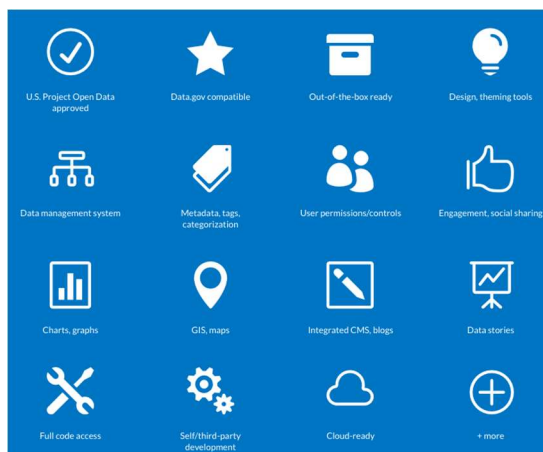 U.S. Project Open Data
approved
Data.gov compatible
Out-of-the-box ready
Design, theming tools
Data management system
Metadata, tags,
categorization
User permissions/controls
Engagement, social sharing
Charts, graphs
GIS, maps
Integrated CMS, blogs
Data stories
Full code access
Self/third-party
development
Cloud-ready
+ more